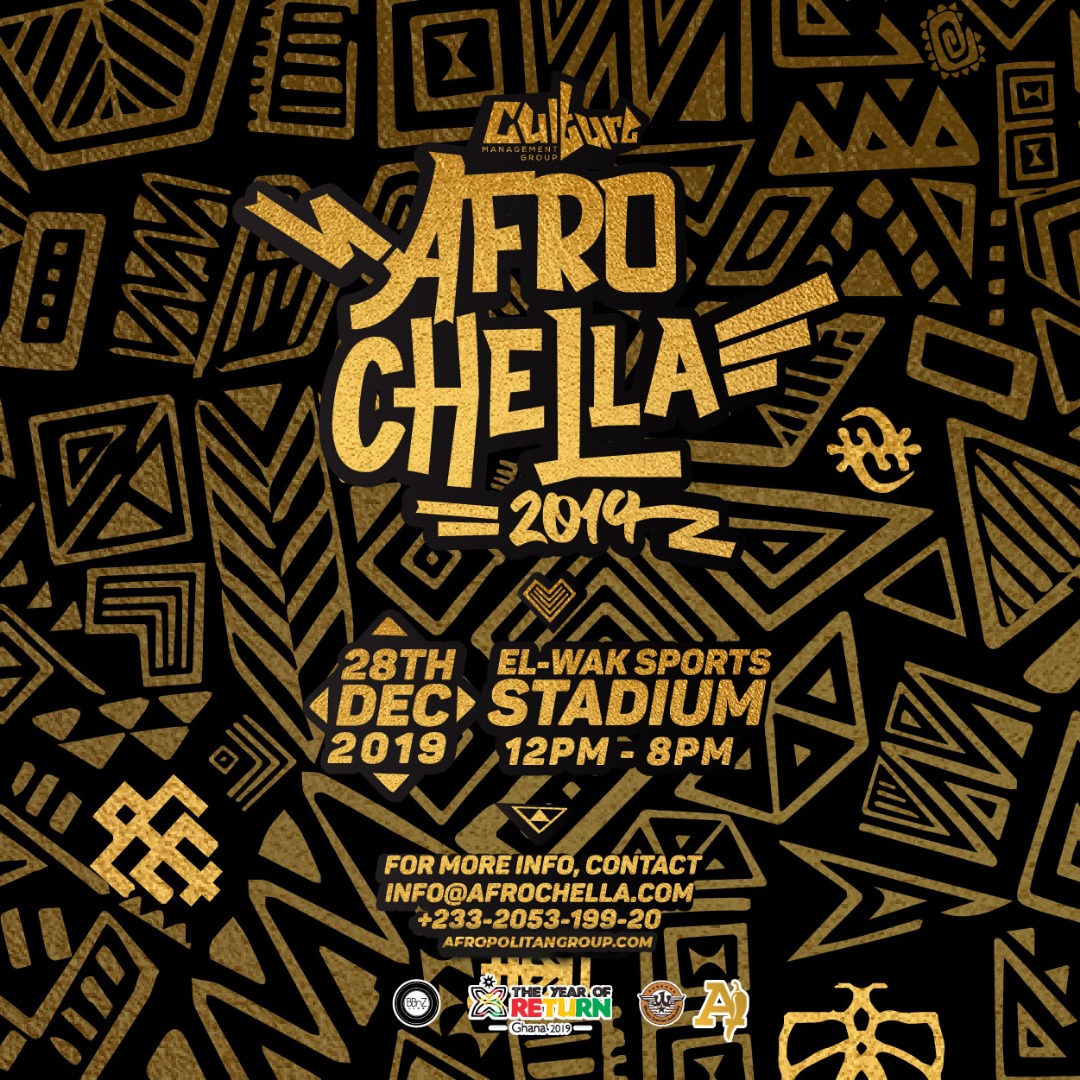 Culture
MANAGEMENT
GROUP
AFRO
CHELLA
2019
28TH
DEC
2019
EL-WAK SPORTS
STADIUM
12PM - 8PM
FOR MORE INFO, CONTACT
INFO@AFROCHELLA.COM
+233-2053-199-20
AFROPOLITANGROUP.COM
THE YEAR OF
RETURN
Ghana 2019